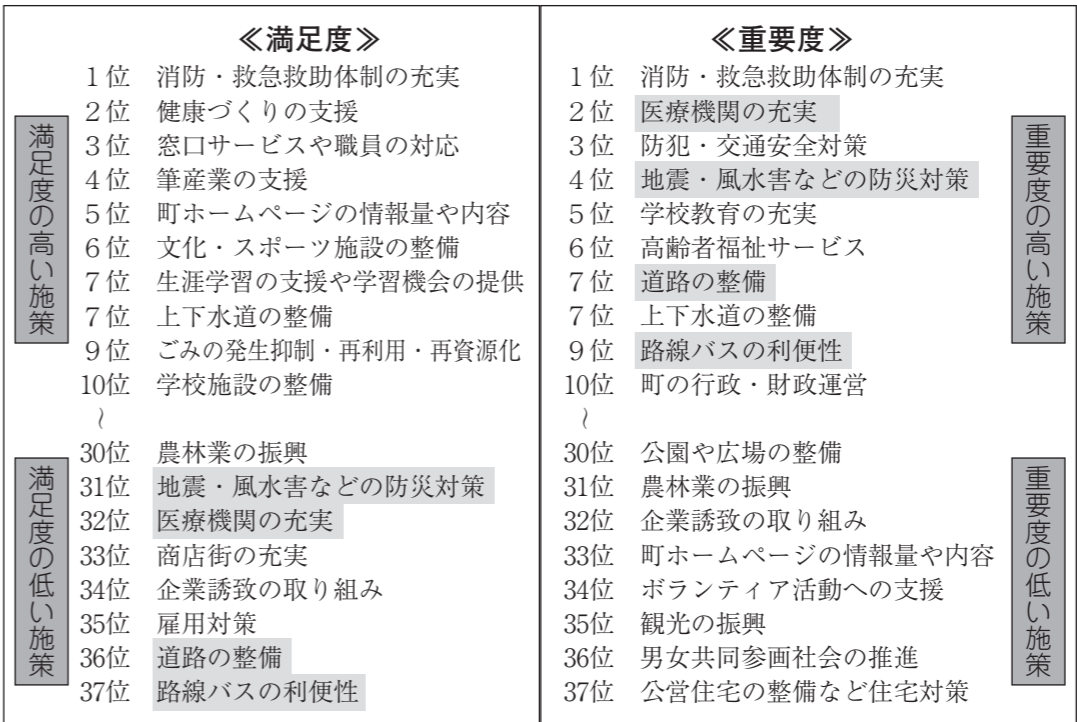 ≪満足度≫
満足度の高い施策
1位 消防・救急救助体制の充実
2位 健康づくりの支援
3位 窓口サービスや職員の対応
4位 筆産業の支援
5位 町ホームページの情報量や内容
6位 文化・スポーツ施設の整備
7位 生涯学習の支援や学習機会の提供
7位 上下水道の整備
9位 ごみの発生抑制・再利用・再資源化
10位 学校施設の整備
～
満足度の低い施策
30位 農林業の振興
31位 地震・風水害などの防災対策
32位 医療機関の充実
33位 商店街の充実
34位 企業誘致の取り組み
35位 雇用対策
36位 道路の整備
37位 路線バスの利便性
≪重要度≫
重要度の高い施策
1位 消防・救急救助体制の充実
2位 医療機関の充実
3位 防犯・交通安全対策
4位 地震・風水害などの防災対策
5位 学校教育の充実
6位 高齢者福祉サービス
7位 道路の整備
7位 上下水道の整備
9位 路線バスの利便性
10位 町の行政・財政運営
～
重要度の低い施策
30位 公園や広場の整備
31位 農林業の振興
32位 企業誘致の取り組み
33位 町ホームページの情報量や内容
34位 ボランティア活動への支援
35位 観光の振興
36位 男女共同参画社会の推進
37位 公営住宅の整備など住宅対策